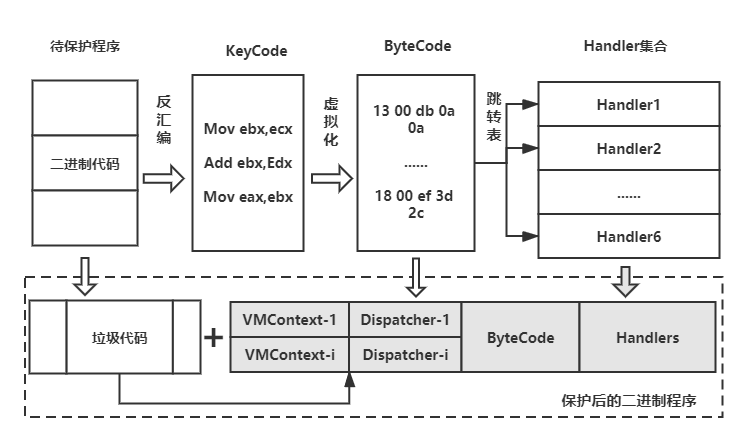 待保护程序
KeyCode
ByteCode
Handler集合
二进制代码
反
汇
编
Mov ebx,ecx
Add ebx,Edx
Mov eax,ebx
虚
拟
化
13 00 db 0a
0a
......
18 00 ef 3d
2c
跳
转
表
Handler1
Handler2
......
Handler6
垃圾代码
+
VMContext-1
Dispatcher-1
VMContext-i
Dispatcher-i
ByteCode
Handlers
保护后的二进制程序